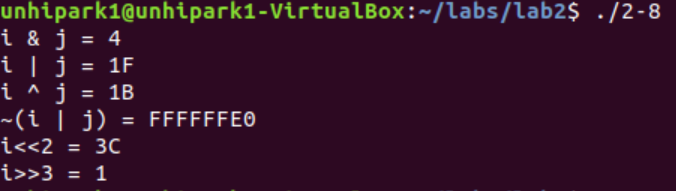 unhipark1@unhipark1-VirtualBox:~/labs/lab2$ ./2-8
i & j = 4
i | j = 1F
i ^ j = 1B
~(i | j) = FFFFFFE0
i<<2 = 3C
i>>3 = 1